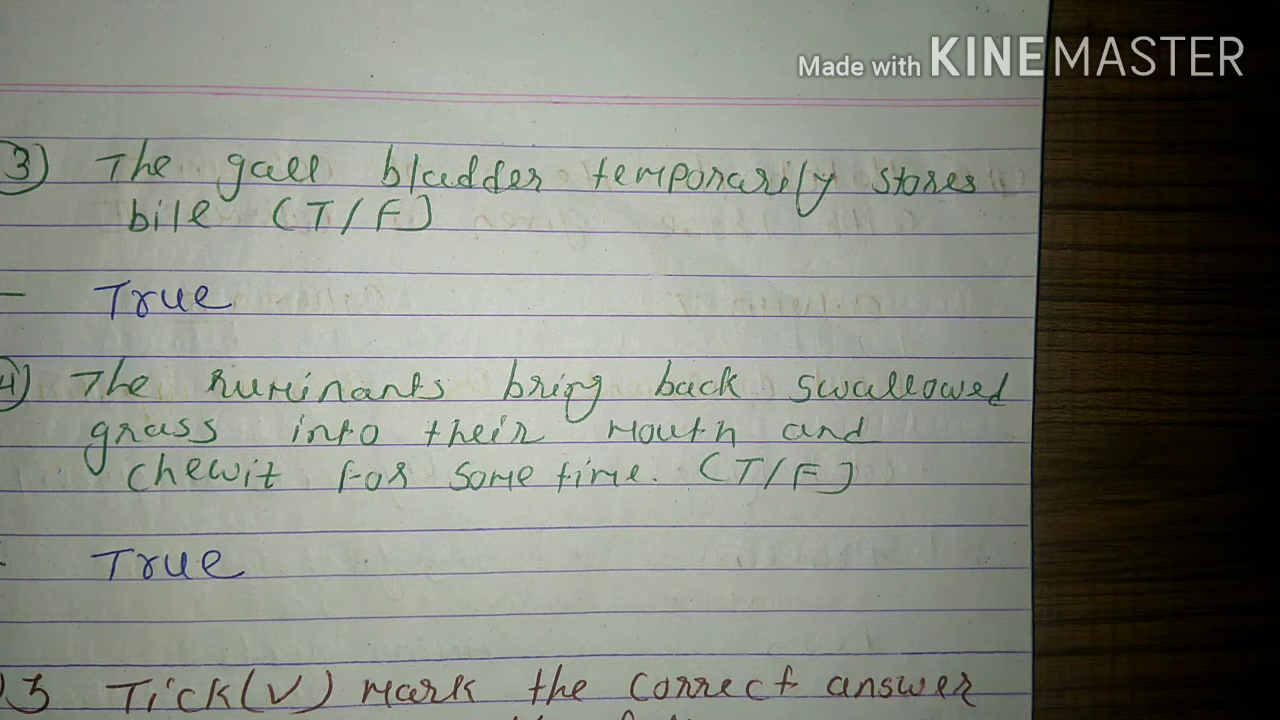 Made with KINEMASTER
3) The gall bladder temporarily stores
bile (T/F)
- True
4) The ruminants bring back swallowed
grass into their mouth and
chewit for some time. (T/F)
- True
3 Tick(√) mark the correct answer